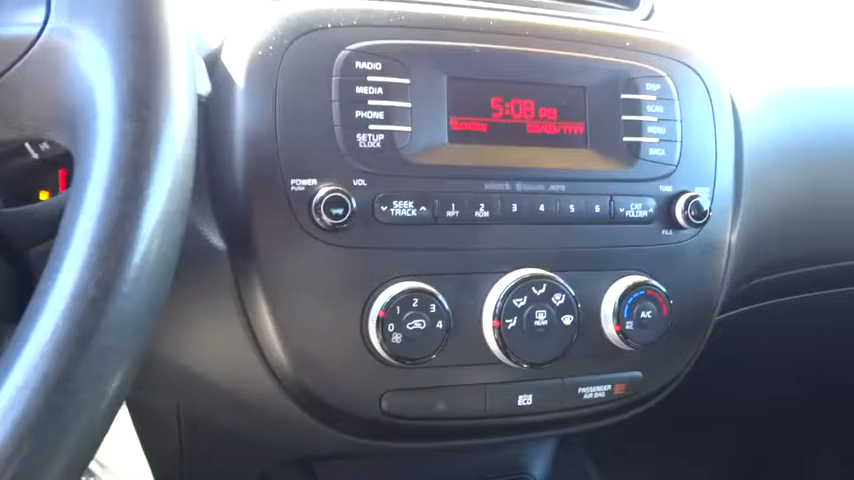 RADIO
MEDIA
PHONE
SETUP
CLOCK
5:08 PM
Sunday
DISP
SCAN
MENU
BACK
POWER
PUSH
VOL
SEEK
TRACK
1
RPT
2
RDM
3
4
5
6
CAT
FOLDER
TUNE
FILE
0
1
2
3
4
REAR
A/C
ECO
PASSENGER
AIR BAG